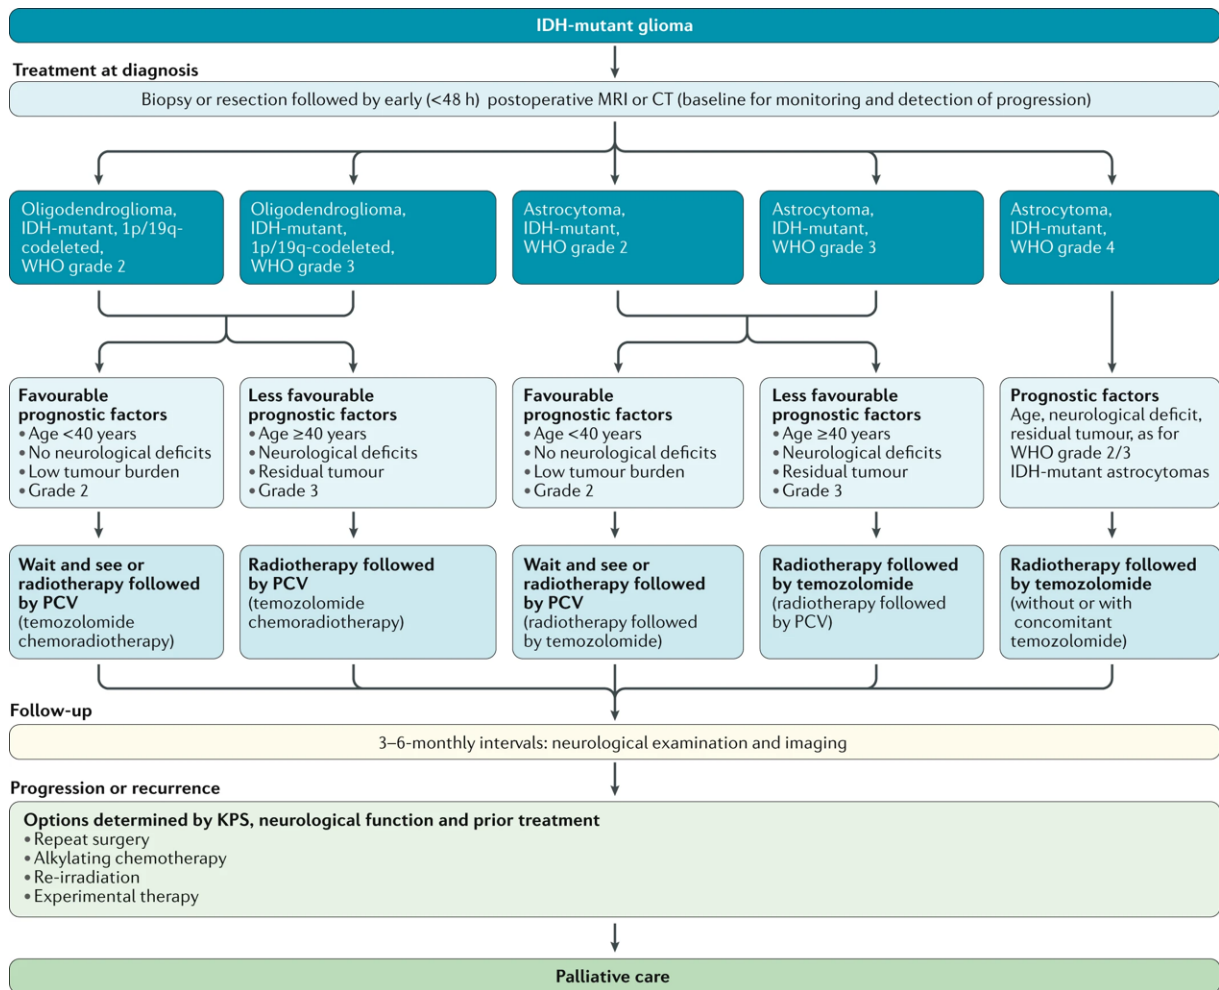 IDH-mutant glioma
Treatment at diagnosis
Biopsy or resection followed by early (<48 h) postoperative MRI or CT (baseline for monitoring and detection of progression)
Oligodendroglioma,
IDH-mutant, 1p/19q-
codeleted,
WHO grade 2
Oligodendroglioma,
IDH-mutant,
1p/19q-codeleted,
WHO grade 3
Astrocytoma,
IDH-mutant,
WHO grade 2
Astrocytoma,
IDH-mutant,
WHO grade 3
Astrocytoma,
IDH-mutant,
WHO grade 4
Favourable
prognostic factors
• Age <40 years
• No neurological deficits
• Low tumour burden
• Grade 2
Less favourable
prognostic factors
• Age ≥40 years
• Neurological deficits
• Residual tumour
• Grade 3
Favourable
prognostic factors
• Age <40 years
• No neurological deficits
• Low tumour burden
• Grade 2
Less favourable
prognostic factors
• Age ≥40 years
• Neurological deficits
• Residual tumour
• Grade 3
Prognostic factors
Age, neurological deficit,
residual tumour, as for
WHO grade 2/3
IDH-mutant astrocytomas
Wait and see or
radiotherapy followed
by PCV
(temozolomide
chemoradiotherapy)
Radiotherapy followed
by PCV
(temozolomide
chemoradiotherapy)
Wait and see or
radiotherapy followed
by PCV
(radiotherapy followed
by temozolomide)
Radiotherapy followed
by temozolomide
(radiotherapy followed
by PCV)
Radiotherapy followed
by temozolomide
(without or with
concomitant
temozolomide)
Follow-up
3–6-monthly intervals: neurological examination and imaging
Progression or recurrence
Options determined by KPS, neurological function and prior treatment
• Repeat surgery
• Alkylating chemotherapy
• Re-irradiation
• Experimental therapy
Palliative care